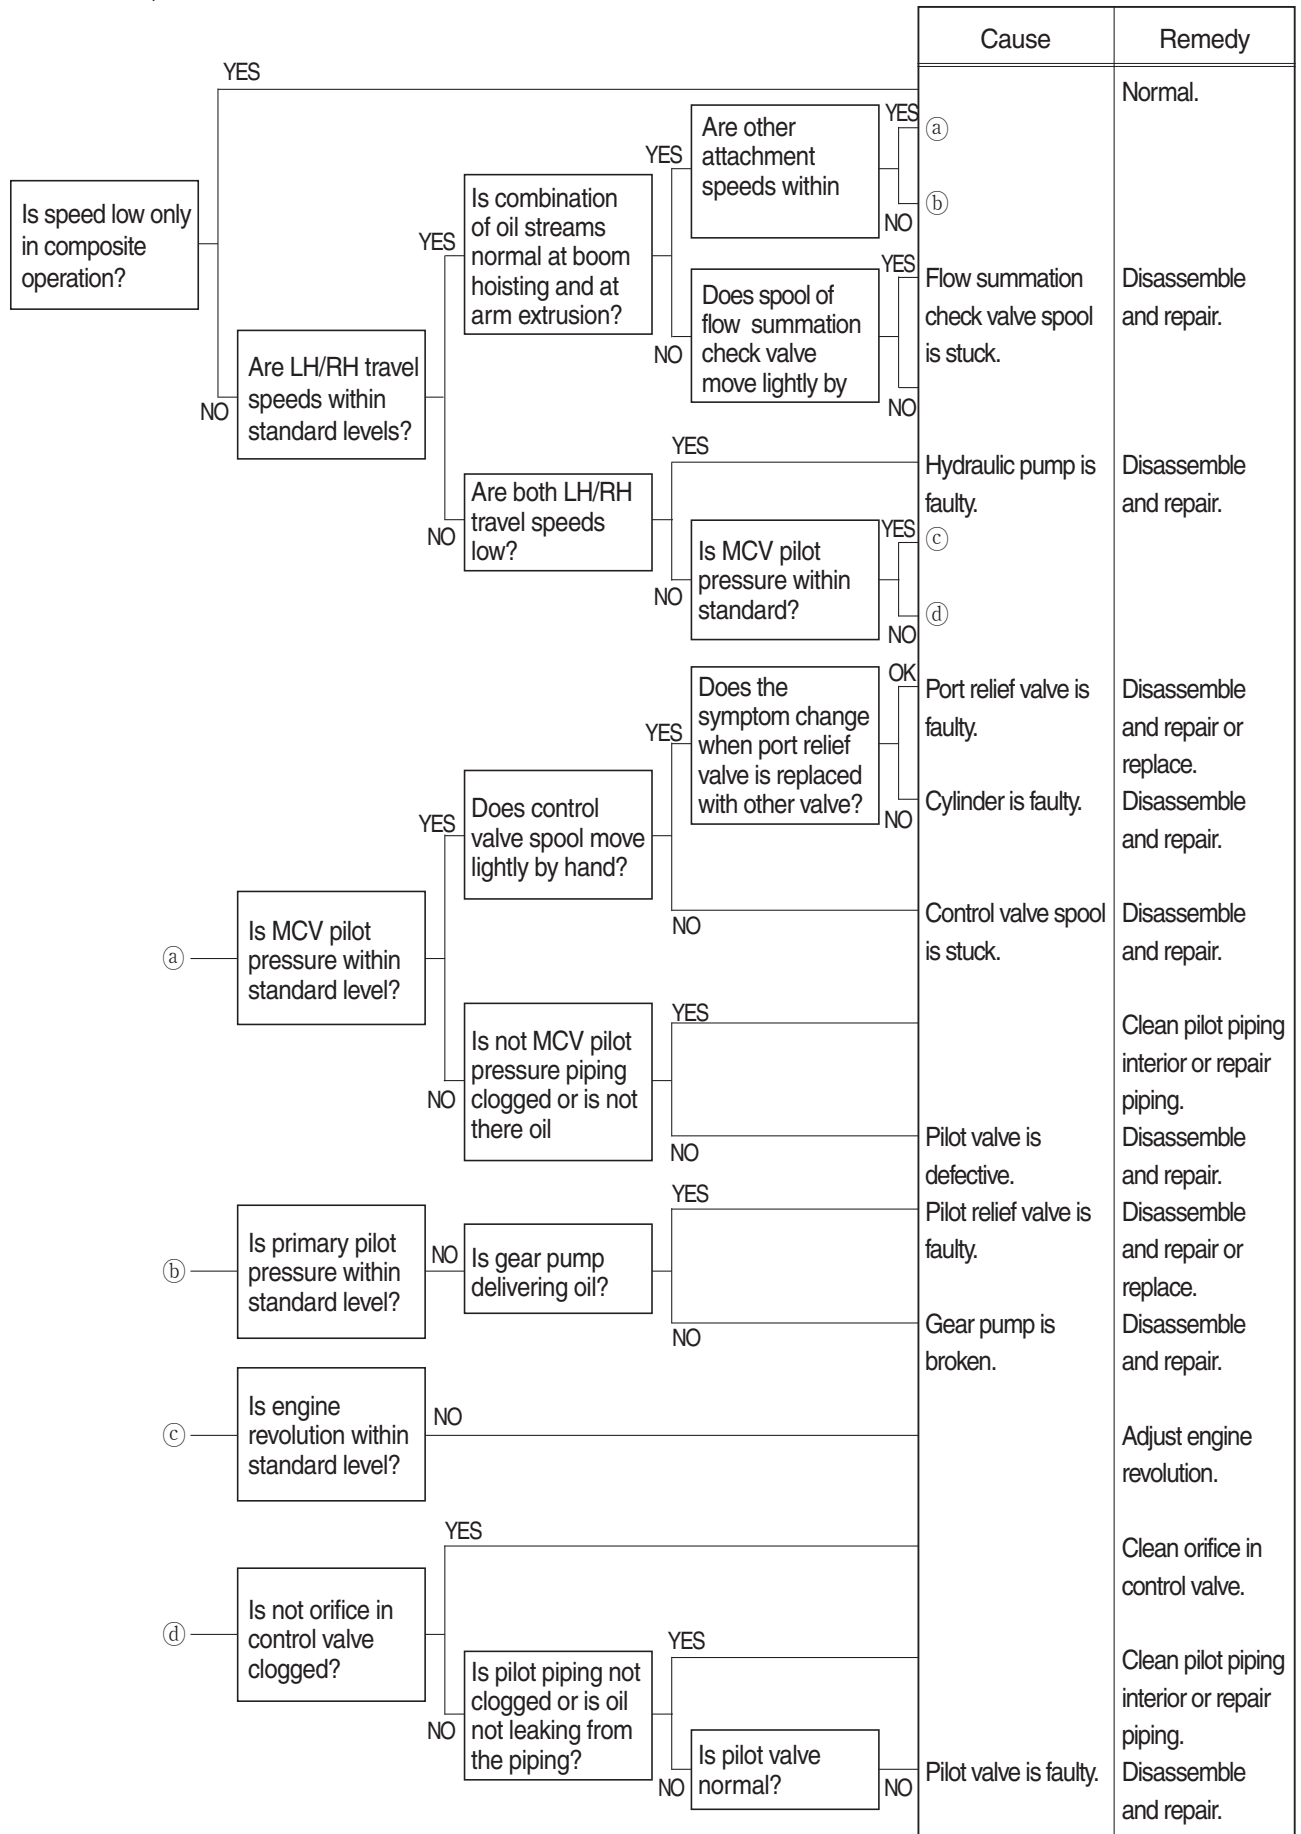 Cause
Remedy
YES
Normal.
Is speed low only
in composite
operation?
NO
Are LH/RH travel
speeds within
standard levels?
YES
Is combination
of oil streams
normal at boom
hoisting and at
arm extrusion?
YES
Are other
attachment
speeds within
YES
ⓐ
NO
ⓑ
NO
Does spool of
flow summation
check valve
move lightly by
YES
Flow summation
check valve spool
is stuck.
Disassemble
and repair.
NO
NO
Are both LH/RH
travel speeds
low?
YES
Hydraulic pump is
faulty.
Disassemble
and repair.
NO
Is MCV pilot
pressure within
standard?
YES
ⓒ
NO
ⓓ
ⓐ
Is MCV pilot
pressure within
standard level?
YES
Does control
valve spool move
lightly by hand?
YES
Does the
symptom change
when port relief
valve is replaced
with other valve?
OK
Port relief valve is
faulty.
Disassemble
and repair or
replace.
NO
Cylinder is faulty.
Disassemble
and repair.
NO
Control valve spool
is stuck.
Disassemble
and repair.
NO
Is not MCV pilot
pressure piping
clogged or is not
there oil
YES
Clean pilot piping
interior or repair
piping.
NO
Pilot valve is
defective.
Disassemble
and repair.
ⓑ
Is primary pilot
pressure within
standard level?
NO
Is gear pump
delivering oil?
YES
Pilot relief valve is
faulty.
Disassemble
and repair or
replace.
NO
Gear pump is
broken.
Disassemble
and repair.
ⓒ
Is engine
revolution within
standard level?
NO
Adjust engine
revolution.
ⓓ
Is not orifice in
control valve
clogged?
YES
Clean orifice in
control valve.
NO
Is pilot piping not
clogged or is oil
not leaking from
the piping?
YES
Clean pilot piping
interior or repair
piping.
NO
Is pilot valve
normal?
NO
Pilot valve is faulty.
Disassemble
and repair.